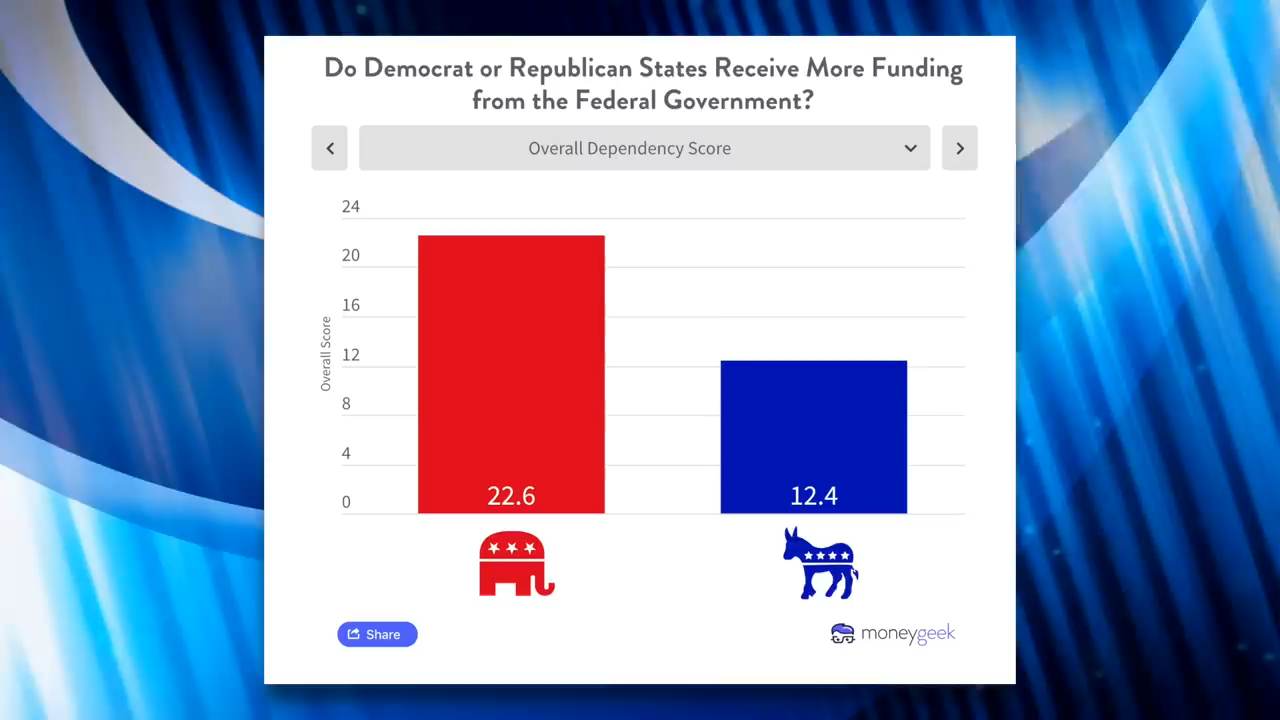 Do Democrat or Republican States Receive More Funding
from the Federal Government?
Overall Dependency Score
Overall Score
24
20
16
12
8
4
0
22.6
12.4
Share
moneygeek